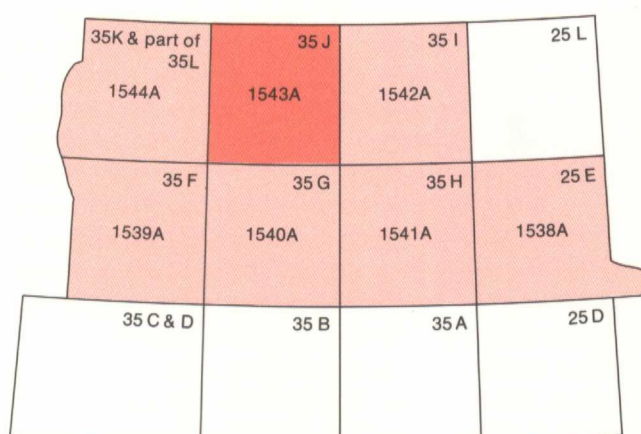 35K & part of
35L
1544A
35 J
1543A
35 I
1542A
25 L
35 F
1539A
35 G
1540A
35 H
1541A
25 E
1538A
35 C & D
35 B
35 A
25 D